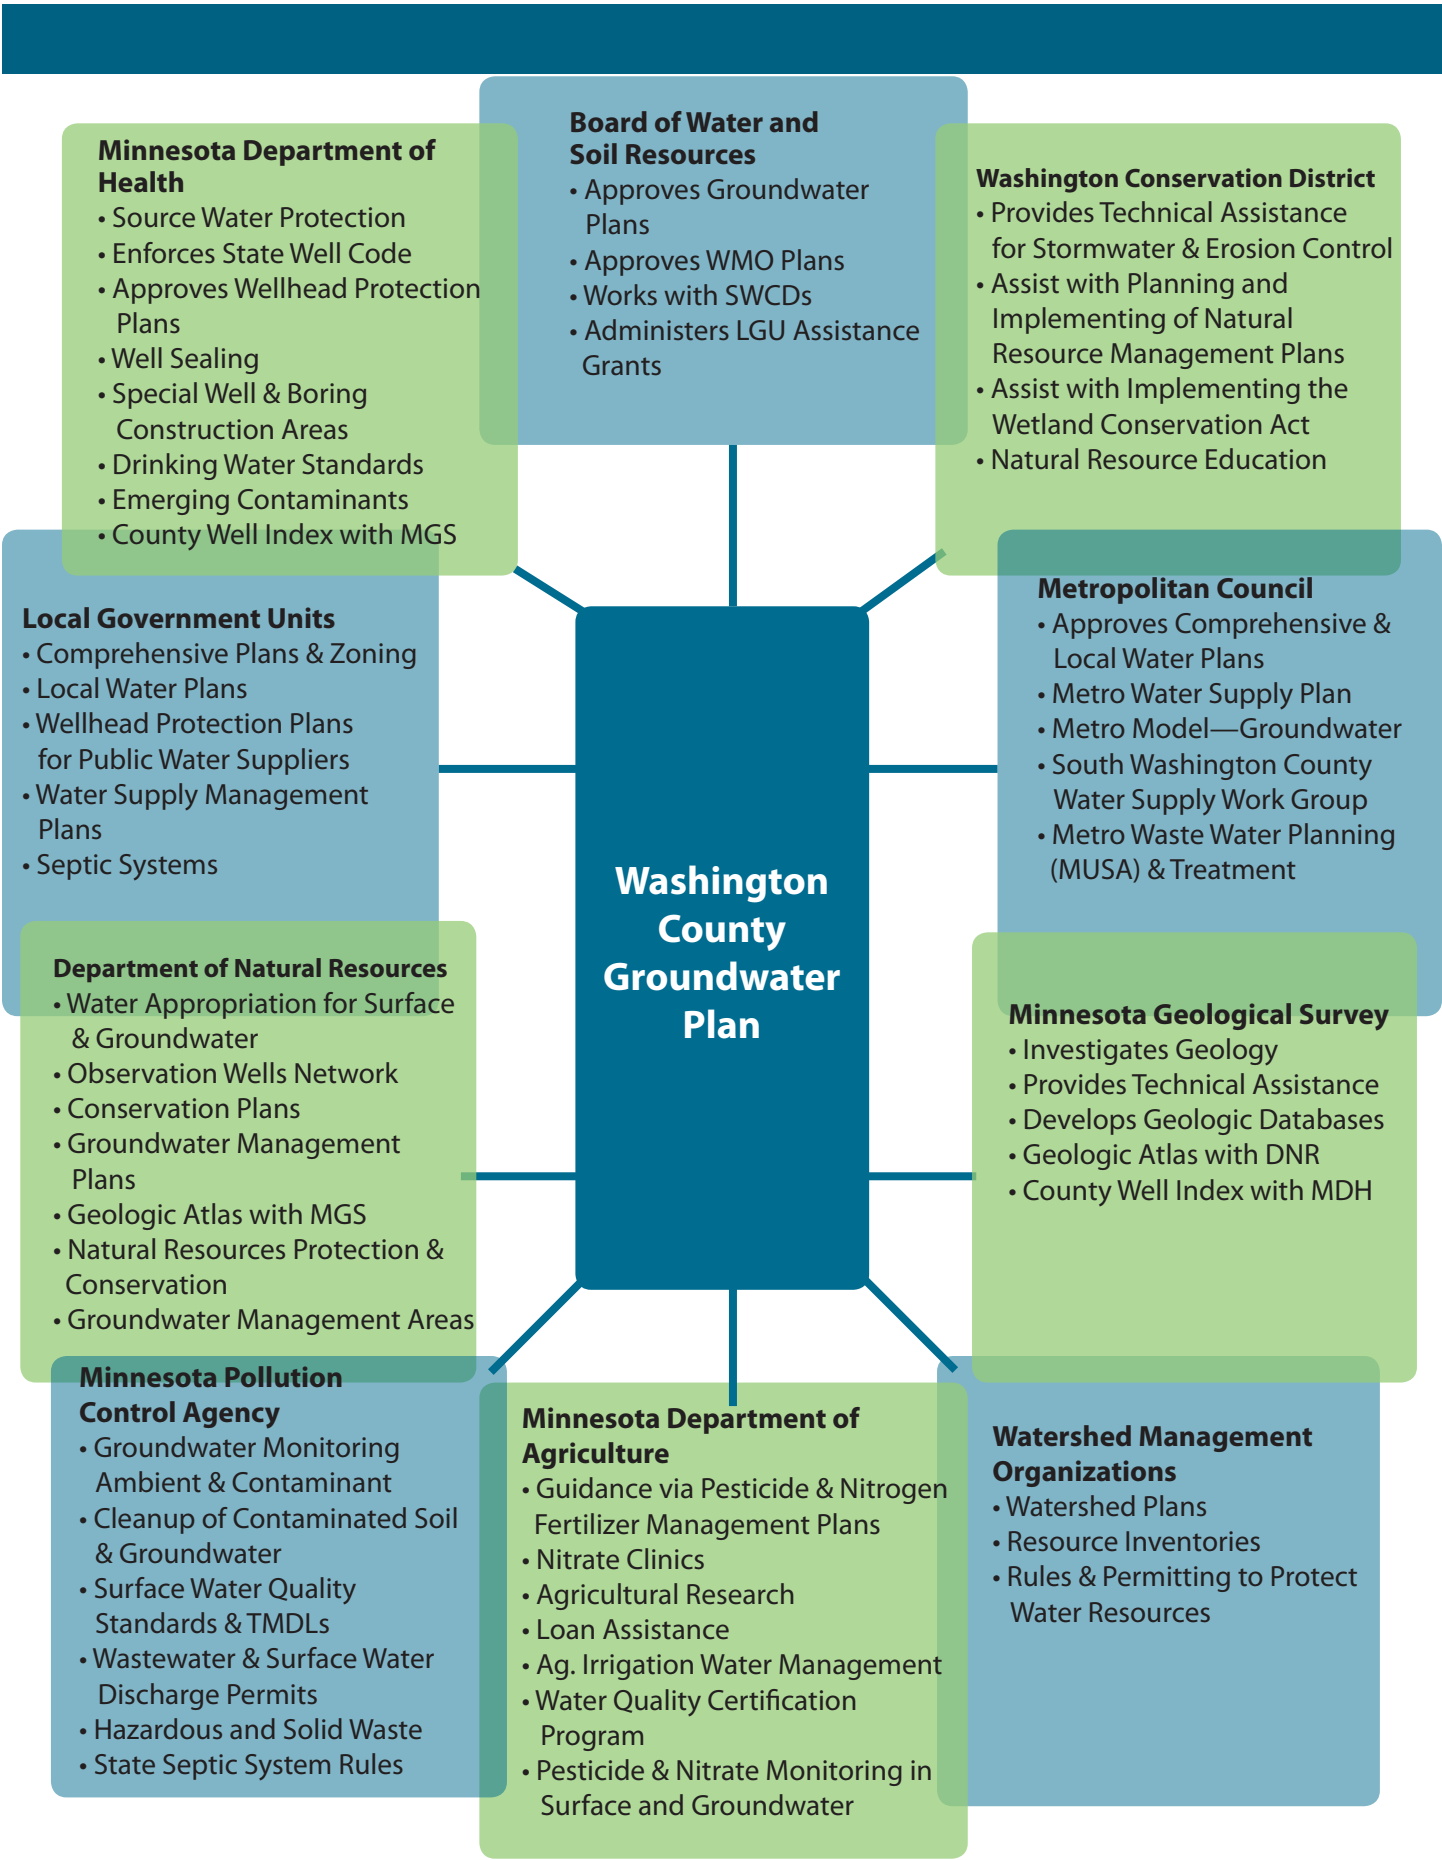 Board of Water and
Soil Resources
• Approves Groundwater
Plans
• Approves WMO Plans
• Works with SWCDs
• Administers LGU Assistance
Grants
Minnesota Department of
Health
• Source Water Protection
• Enforces State Well Code
• Approves Wellhead Protection
Plans
• Well Sealing
• Special Well & Boring
Construction Areas
• Drinking Water Standards
• Emerging Contaminants
• County Well Index with MGS
Washington Conservation District
• Provides Technical Assistance
for Stormwater & Erosion Control
• Assist with Planning and
Implementing of Natural
Resource Management Plans
• Assist with Implementing the
Wetland Conservation Act
• Natural Resource Education
Local Government Units
• Comprehensive Plans & Zoning
• Local Water Plans
• Wellhead Protection Plans
for Public Water Suppliers
• Water Supply Management
Plans
• Septic Systems
Metropolitan Council
• Approves Comprehensive &
Local Water Plans
• Metro Water Supply Plan
• Metro Model—Groundwater
• South Washington County
Water Supply Work Group
• Metro Waste Water Planning
(MUSA) & Treatment
Washington
County
Groundwater
Plan
Department of Natural Resources
• Water Appropriation for Surface
& Groundwater
• Observation Wells Network
• Conservation Plans
• Groundwater Management
Plans
• Geologic Atlas with MGS
• Natural Resources Protection &
Conservation
• Groundwater Management Areas
Minnesota Geological Survey
• Investigates Geology
• Provides Technical Assistance
• Develops Geologic Databases
• Geologic Atlas with DNR
• County Well Index with MDH
Minnesota Pollution
Control Agency
• Groundwater Monitoring
Ambient & Contaminant
• Cleanup of Contaminated Soil
& Groundwater
• Surface Water Quality
Standards & TMDLs
• Wastewater & Surface Water
Discharge Permits
• Hazardous and Solid Waste
• State Septic System Rules
Minnesota Department of
Agriculture
• Guidance via Pesticide & Nitrogen
Fertilizer Management Plans
• Nitrate Clinics
• Agricultural Research
• Loan Assistance
• Ag. Irrigation Water Management
• Water Quality Certification
Program
• Pesticide & Nitrate Monitoring in
Surface and Groundwater
Watershed Management
Organizations
• Watershed Plans
• Resource Inventories
• Rules & Permitting to Protect
Water Resources